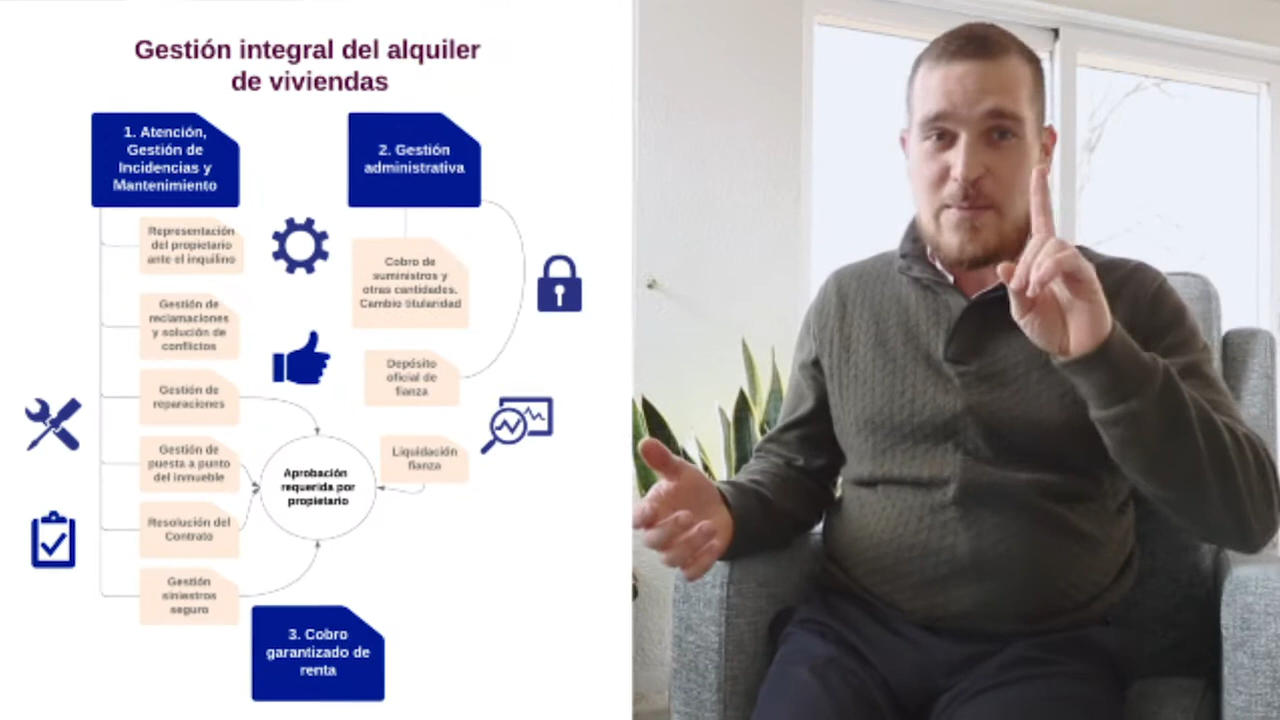 Gestión integral del alquiler
de viviendas
1. Atención,
Gestión de
Incidencias y
Mantenimiento
2. Gestión
administrativa
Representación
del propietario
ante el inquilino
Cobro de
suministros y
otras cantidades.
Cambio titularidad
Gestión de
reclamaciones
y solución de
conflictos
Depósito
oficial de
fianza
Gestión de
reparaciones
Gestión de
puesta a punto
del inmueble
Liquidación
fianza
Aprobación
requerida por
propietario
Resolución del
Contrato
Gestión
siniestros
seguro
3. Cobro
garantizado de
renta